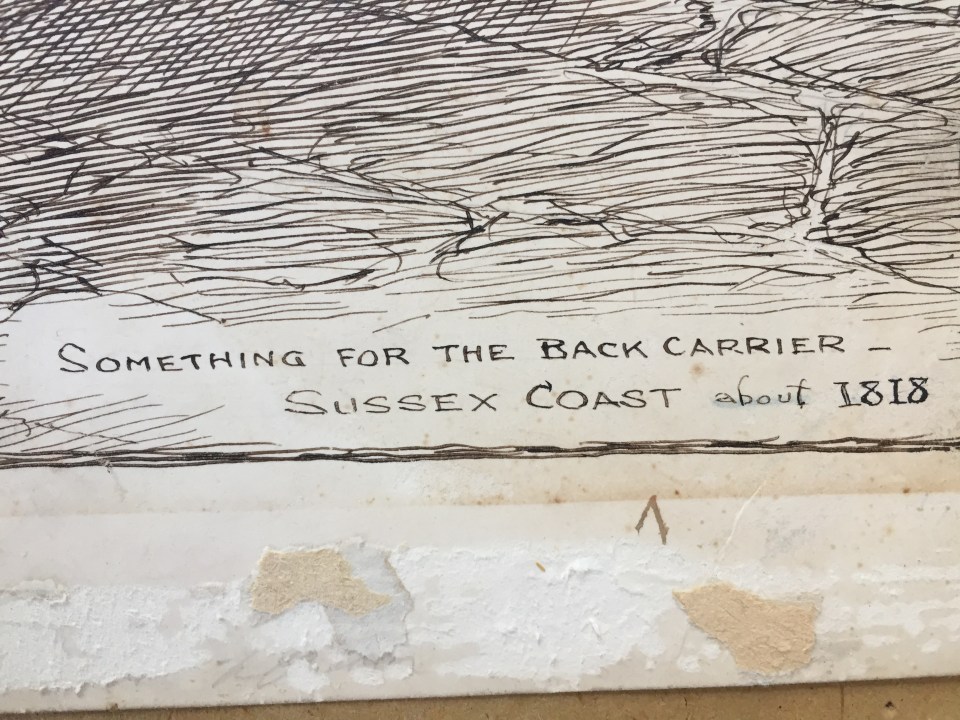 SOMETHING FOR THE BACK CARRIER -
SUSSEX COAST about 1818